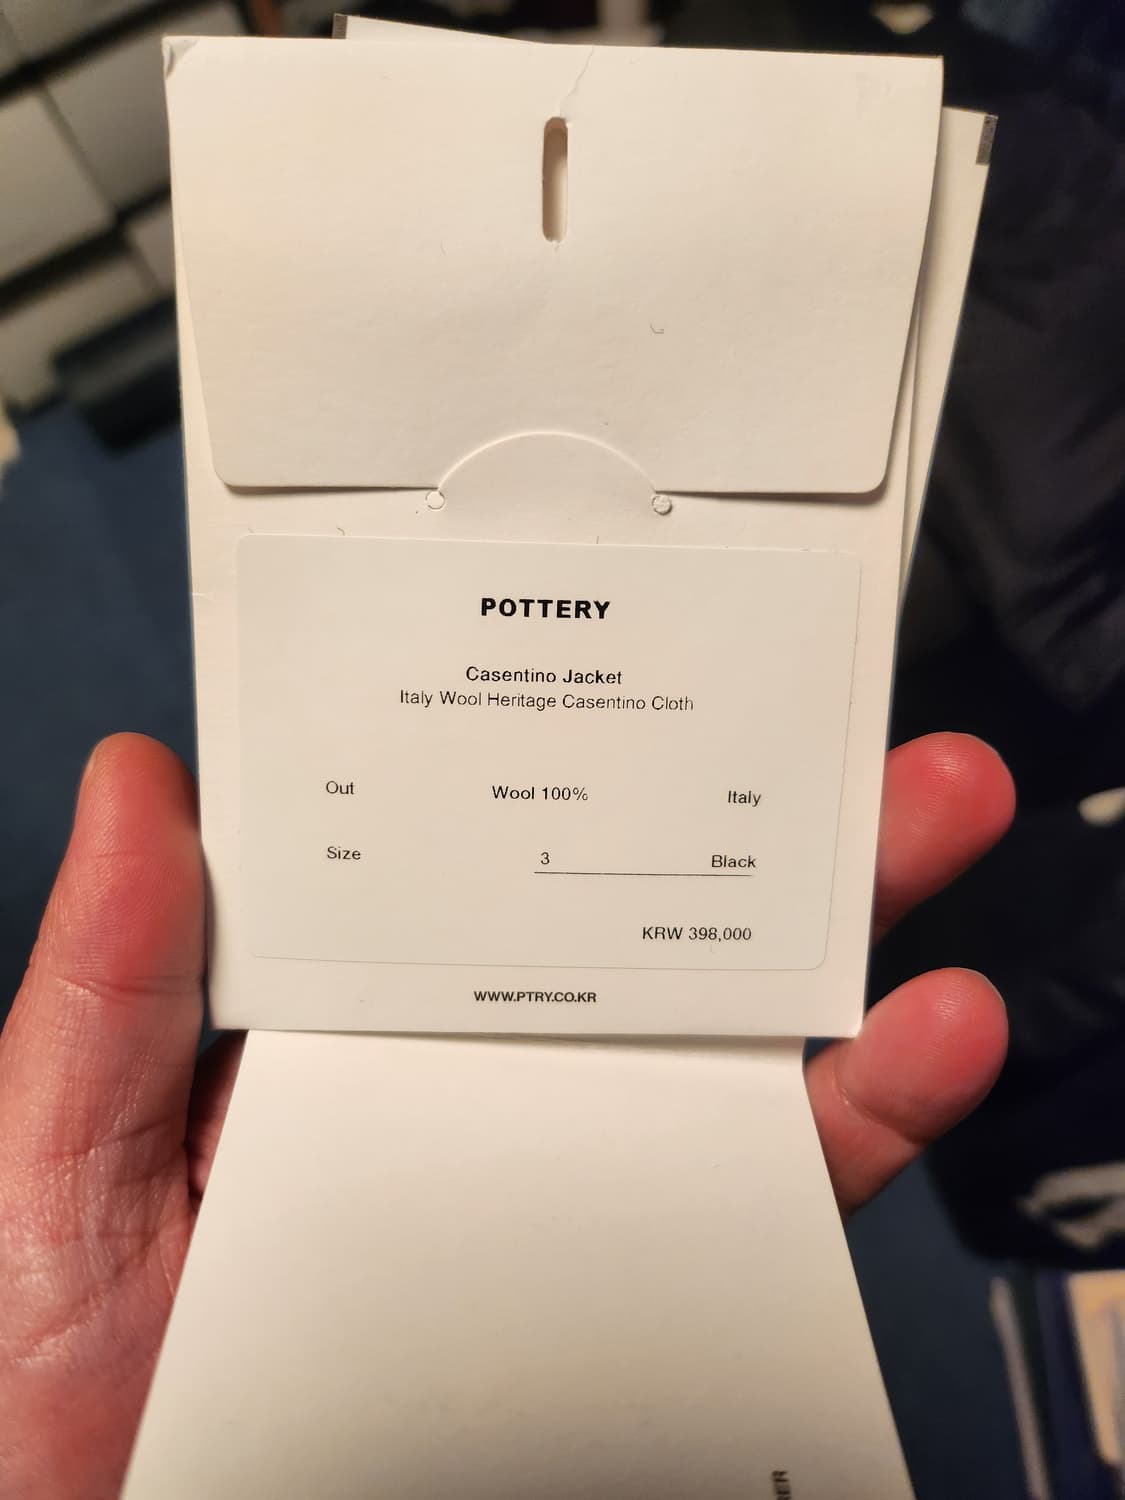 POTTERY
Casentino Jacket
Italy Wool Heritage Casentino Cloth
Out Wool 100% Italy
Size 3 Black
KRW 398,000
WWW.PTRY.CO.KR